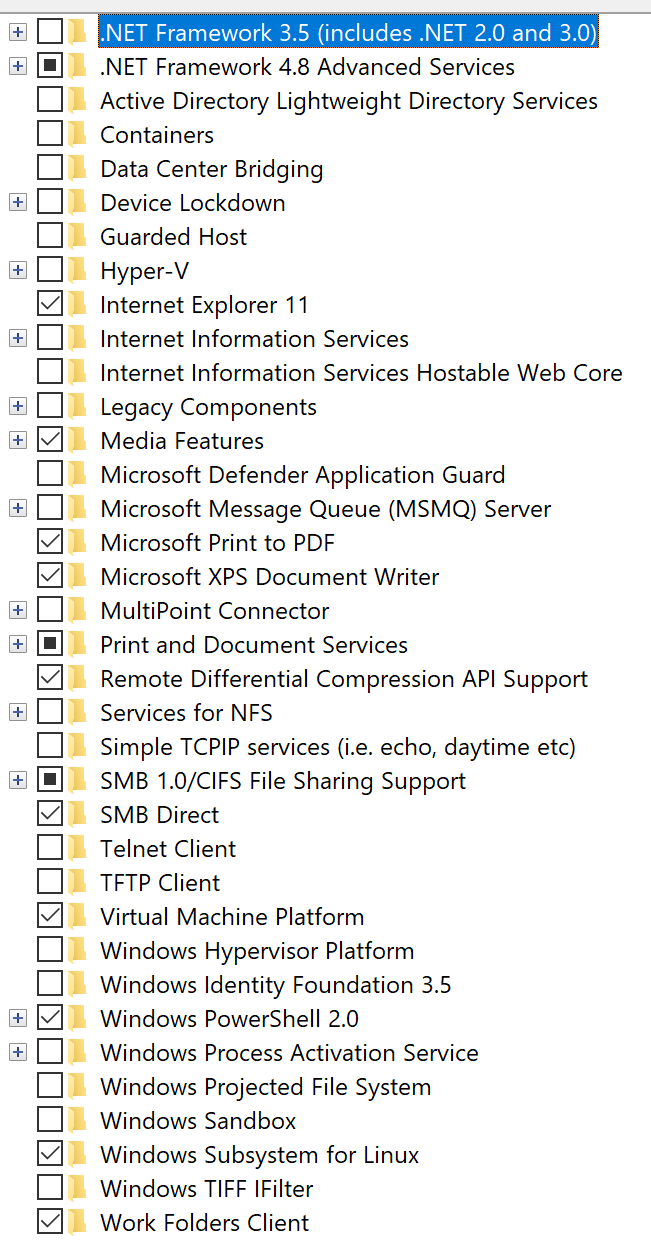 .NET Framework 3.5 (includes .NET 2.0 and 3.0)
.NET Framework 4.8 Advanced Services
Active Directory Lightweight Directory Services
Containers
Data Center Bridging
Device Lockdown
Guarded Host
Hyper-V
Internet Explorer 11
Internet Information Services
Internet Information Services Hostable Web Core
Legacy Components
Media Features
Microsoft Defender Application Guard
Microsoft Message Queue (MSMQ) Server
Microsoft Print to PDF
Microsoft XPS Document Writer
MultiPoint Connector
Print and Document Services
Remote Differential Compression API Support
Services for NFS
Simple TCPIP services (i.e. echo, daytime etc)
SMB 1.0/CIFS File Sharing Support
SMB Direct
Telnet Client
TFTP Client
Virtual Machine Platform
Windows Hypervisor Platform
Windows Identity Foundation 3.5
Windows PowerShell 2.0
Windows Process Activation Service
Windows Projected File System
Windows Sandbox
Windows Subsystem for Linux
Windows TIFF IFilter
Work Folders Client